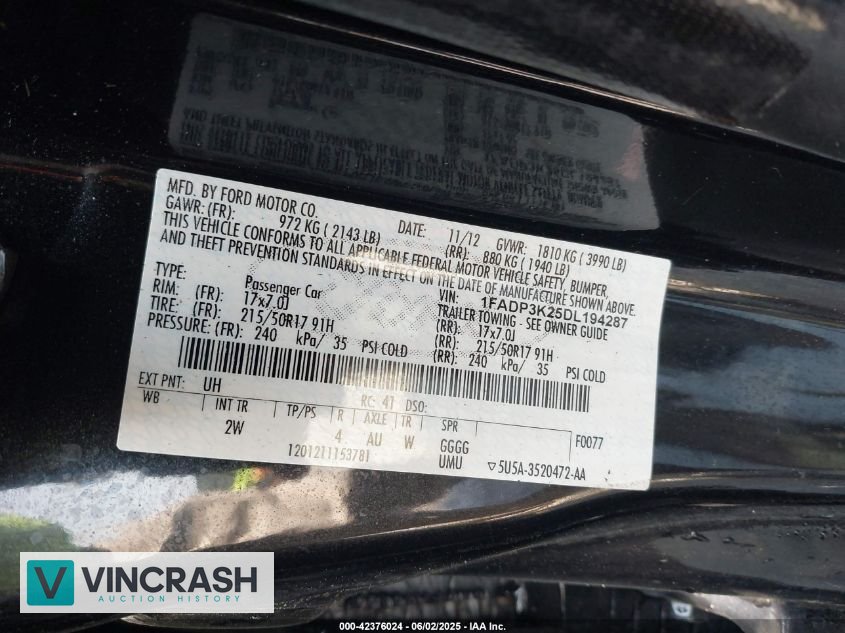 MFD. BY FORD MOTOR CO. DATE: 11/12 GVWR: 1810 KG ( 3990 LB)
GAWR: (FR): 972 KG ( 2143 LB) (RR): 880 KG ( 1940 LB)
THIS VEHICLE CONFORMS TO ALL APPLICABLE FEDERAL MOTOR VEHICLE SAFETY, BUMPER,
AND THEFT PREVENTION STANDARDS IN EFFECT ON THE DATE OF MANUFACTURE SHOWN ABOVE.
VIN: 1FADP3K25DL194287
TYPE: Passenger Car TRAILER TOWING - SEE OWNER GUIDE
RIM: (FR): 17x7.0J (RR): 17x7.0J
TIRE: (FR): 215/50R17 91H (RR): 215/50R17 91H
PRESSURE: (FR): 240 kPa/ 35 PSI COLD (RR): 240 kPa/ 35 PSI COLD
EXT PNT: UH RC: 41 DSO:
WB INT TR TP/PS R AXLE TR SPR F0077
2W 4 AU W GGGG
1201211153781 UMU ▽5U5A-3520472-AA
V VINCRASH
AUCTION HISTORY
000-42376024 - 06/02/2025 - IAA Inc.